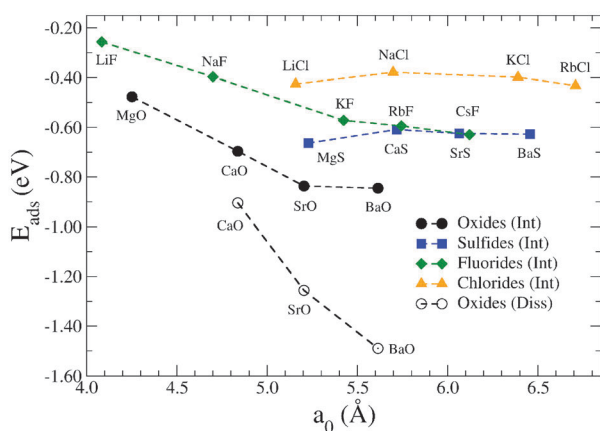 -0.20
-0.40
-0.60
-0.80
-1.00
-1.20
-1.40
-1.60
E_ads (eV)
LiF
NaF
LiCl
NaCl
KCl
RbCl
MgO
KF
RbF
CsF
MgS
CaS
SrS
BaS
CaO
SrO
BaO
CaO
SrO
BaO
Oxides (Int)
Sulfides (Int)
Fluorides (Int)
Chlorides (Int)
Oxides (Diss)
4.0 4.5 5.0 5.5 6.0 6.5
a_0 (Å)